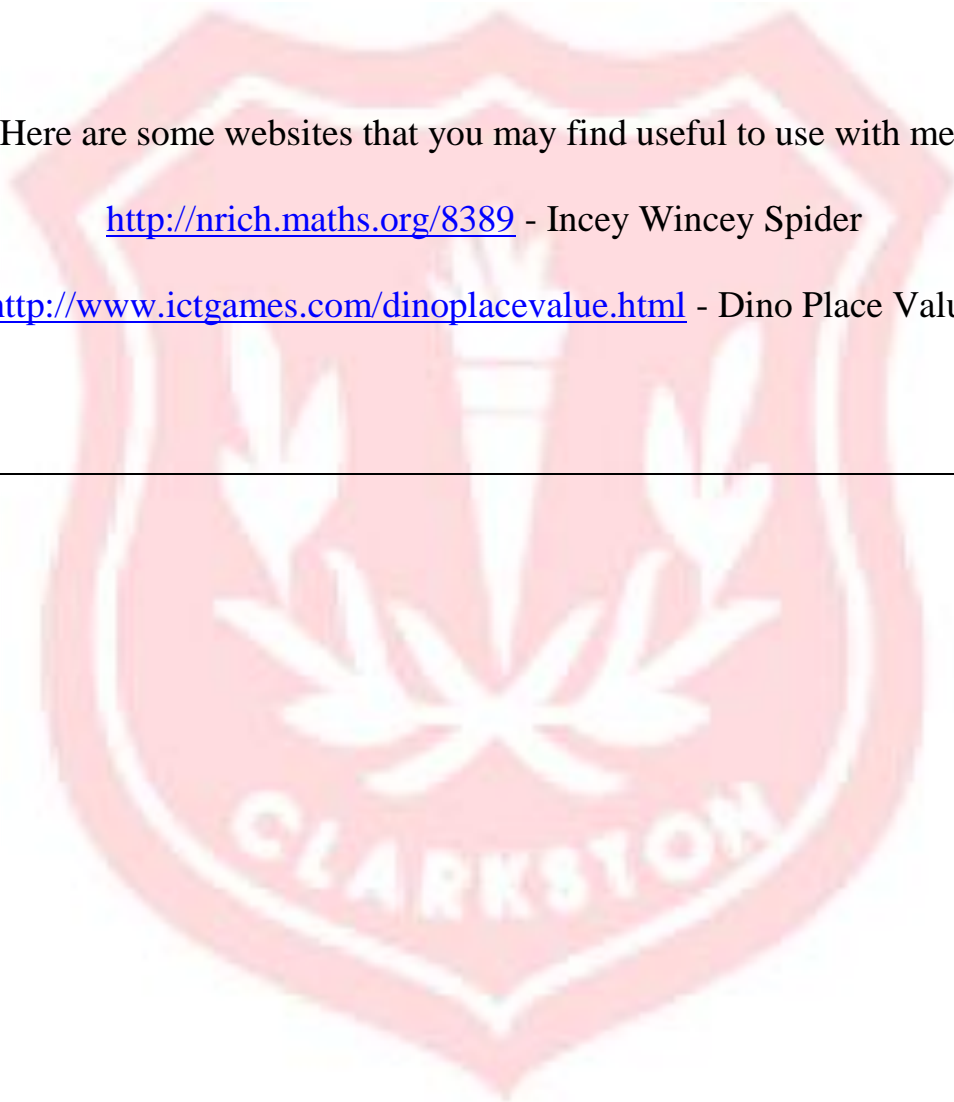 Here are some websites that you may find useful to use with me
http://nrich.maths.org/8389 - Incey Wincey Spider
http://www.ictgames.com/dinoplacevalue.html - Dino Place Valu
CLARKSTON